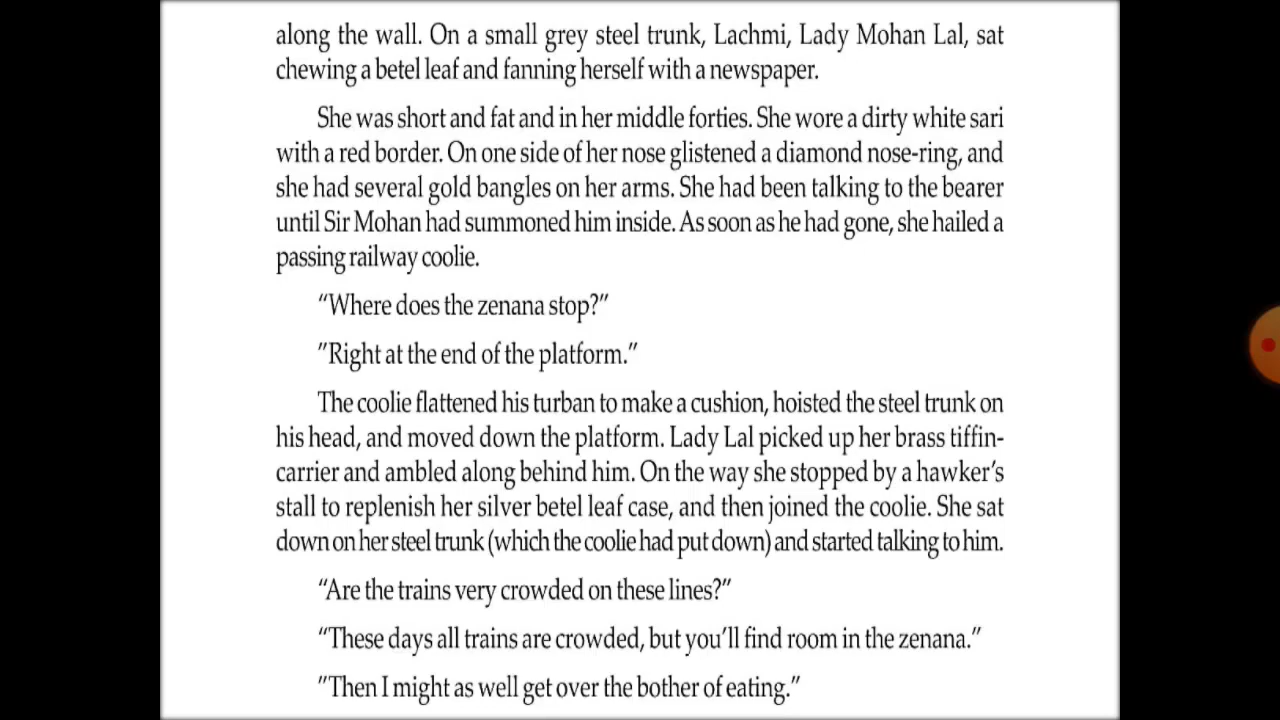 along the wall. On a small grey steel trunk, Lachmi, Lady Mohan Lal, sat
chewing a betel leaf and fanning herself with a newspaper.
She was short and fat and in her middle forties. She wore a dirty white sari
with a red border. On one side of her nose glistened a diamond nose-ring, and
she had several gold bangles on her arms. She had been talking to the bearer
until Sir Mohan had summoned him inside. As soon as he had gone, she hailed a
passing railway coolie.
“Where does the zenana stop?”
”Right at the end of the platform.”
The coolie flattened his turban to make a cushion, hoisted the steel trunk on
his head, and moved down the platform. Lady Lal picked up her brass tiffin-
carrier and ambled along behind him. On the way she stopped by a hawker’s
stall to replenish her silver betel leaf case, and then joined the coolie. She sat
down on her steel trunk (which the coolie had put down) and started talking to him.
“Are the trains very crowded on these lines?”
“These days all trains are crowded, but you’ll find room in the zenana.”
”Then I might as well get over the bother of eating.”